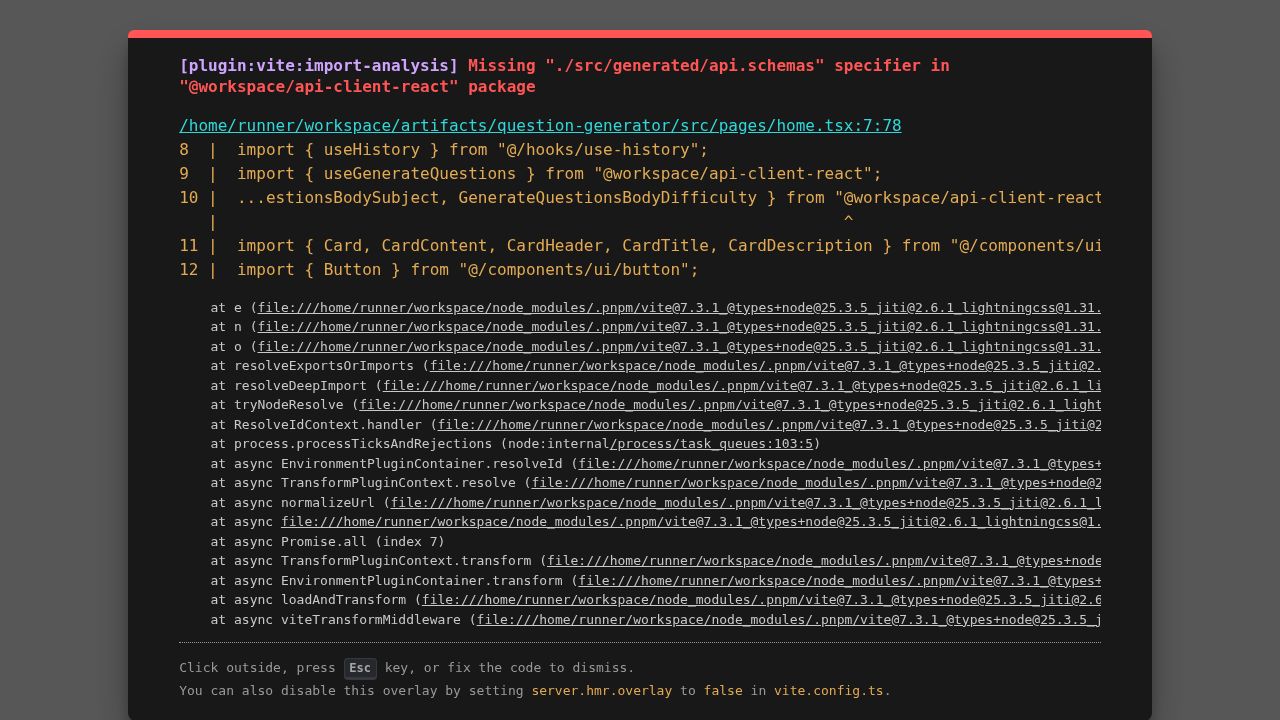 [plugin:vite:import-analysis] Missing "./src/generated/api.schemas" specifier in
"@workspace/api-client-react" package
/home/runner/workspace/artifacts/question-generator/src/pages/home.tsx:7:78
8  |  import { useHistory } from "@/hooks/use-history";
9  |  import { useGenerateQuestions } from "@workspace/api-client-react";
10 |  ...estionsBodySubject, GenerateQuestionsBodyDifficulty } from "@workspace/api-client-react
   |                                                                  ^
11 |  import { Card, CardContent, CardHeader, CardTitle, CardDescription } from "@/components/ui
12 |  import { Button } from "@/components/ui/button";
at e (file:///home/runner/workspace/node_modules/.pnpm/vite@7.3.1_@types+node@25.3.5_jiti@2.6.1_lightningcss@1.31.
at n (file:///home/runner/workspace/node_modules/.pnpm/vite@7.3.1_@types+node@25.3.5_jiti@2.6.1_lightningcss@1.31.
at o (file:///home/runner/workspace/node_modules/.pnpm/vite@7.3.1_@types+node@25.3.5_jiti@2.6.1_lightningcss@1.31.
at resolveExportsOrImports (file:///home/runner/workspace/node_modules/.pnpm/vite@7.3.1_@types+node@25.3.5_jiti@2.
at resolveDeepImport (file:///home/runner/workspace/node_modules/.pnpm/vite@7.3.1_@types+node@25.3.5_jiti@2.6.1_li
at tryNodeResolve (file:///home/runner/workspace/node_modules/.pnpm/vite@7.3.1_@types+node@25.3.5_jiti@2.6.1_light
at ResolveIdContext.handler (file:///home/runner/workspace/node_modules/.pnpm/vite@7.3.1_@types+node@25.3.5_jiti@2
at process.processTicksAndRejections (node:internal/process/task_queues:103:5)
at async EnvironmentPluginContainer.resolveId (file:///home/runner/workspace/node_modules/.pnpm/vite@7.3.1_@types+
at async TransformPluginContext.resolve (file:///home/runner/workspace/node_modules/.pnpm/vite@7.3.1_@types+node@2
at async normalizeUrl (file:///home/runner/workspace/node_modules/.pnpm/vite@7.3.1_@types+node@25.3.5_jiti@2.6.1_l
at async file:///home/runner/workspace/node_modules/.pnpm/vite@7.3.1_@types+node@25.3.5_jiti@2.6.1_lightningcss@1.
at async Promise.all (index 7)
at async TransformPluginContext.transform (file:///home/runner/workspace/node_modules/.pnpm/vite@7.3.1_@types+node
at async EnvironmentPluginContainer.transform (file:///home/runner/workspace/node_modules/.pnpm/vite@7.3.1_@types+
at async loadAndTransform (file:///home/runner/workspace/node_modules/.pnpm/vite@7.3.1_@types+node@25.3.5_jiti@2.6
at async viteTransformMiddleware (file:///home/runner/workspace/node_modules/.pnpm/vite@7.3.1_@types+node@25.3.5_j
Click outside, press Esc key, or fix the code to dismiss.
You can also disable this overlay by setting server.hmr.overlay to false in vite.config.ts.